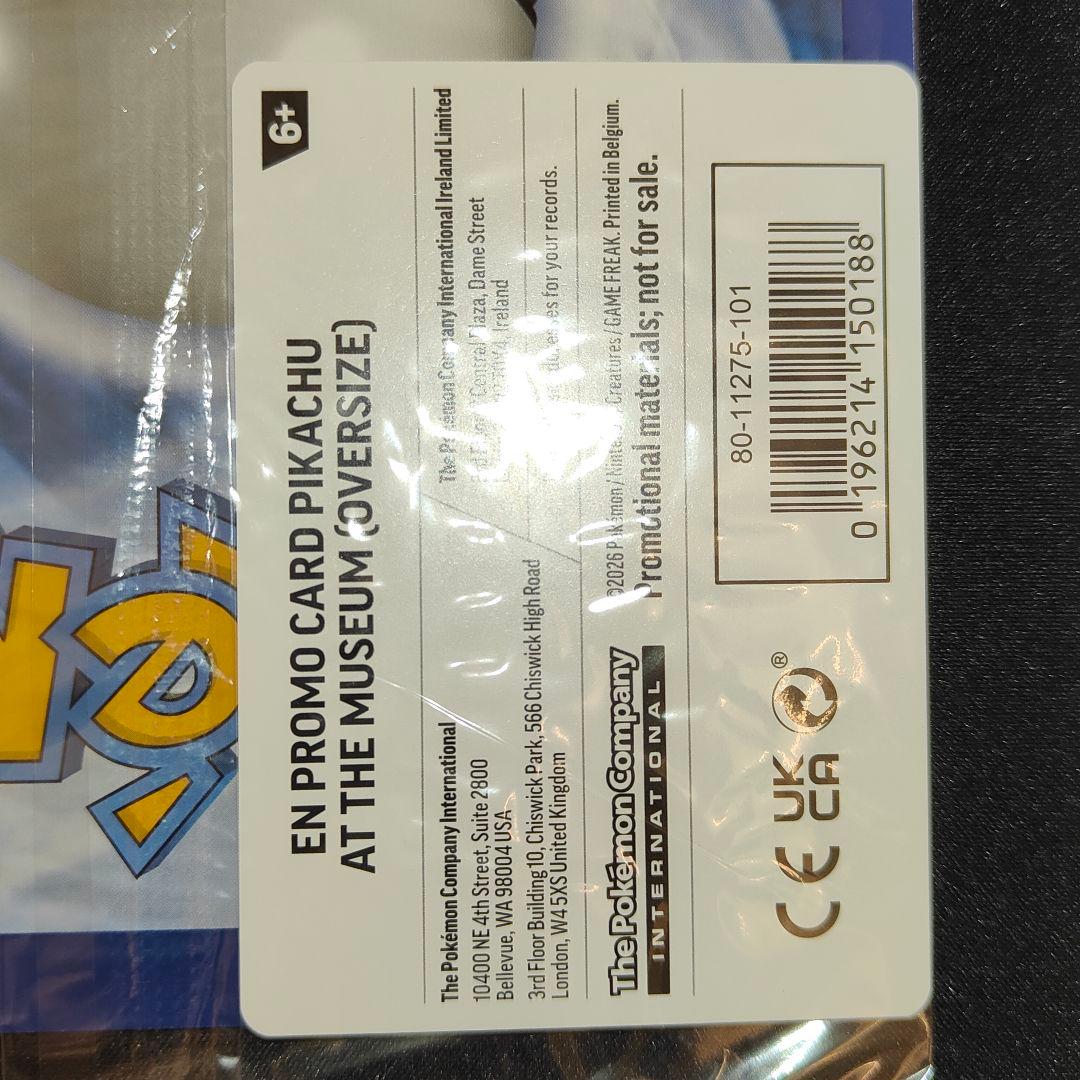 6+
EN PROMO CARD PIKACHU
AT THE MUSEUM (OVERSIZE)
The Pokémon Company International
10400 NE 4th Street, Suite 2800
Bellevue, WA 98004 USA
3rd Floor Building 10, Chiswick Park, 566 Chiswick High Road
London, W4 5XS United Kingdom
The Pokémon Company International Ireland Limited
Central Plaza, Dame Street
Ireland
for your records.
The Pokémon Company
INTERNATIONAL
©2026 Pokémon / Nintendo / Creatures / GAME FREAK. Printed in Belgium.
Promotional materials; not for sale.
80-11275-101
0 196214 150188
CE
UK
CA
®